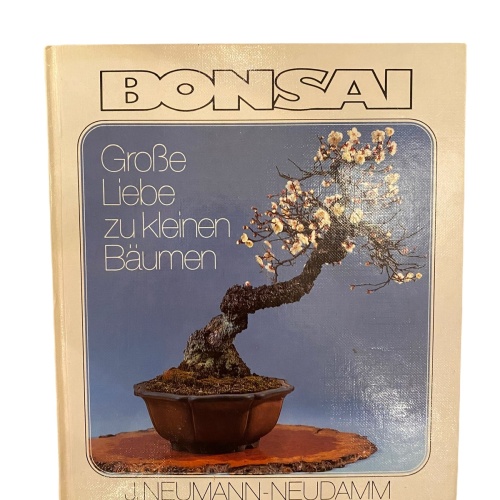 BONSAI
Große
Liebe
zu kleinen
Bäumen
J. NEUMANN-NEUDAMM